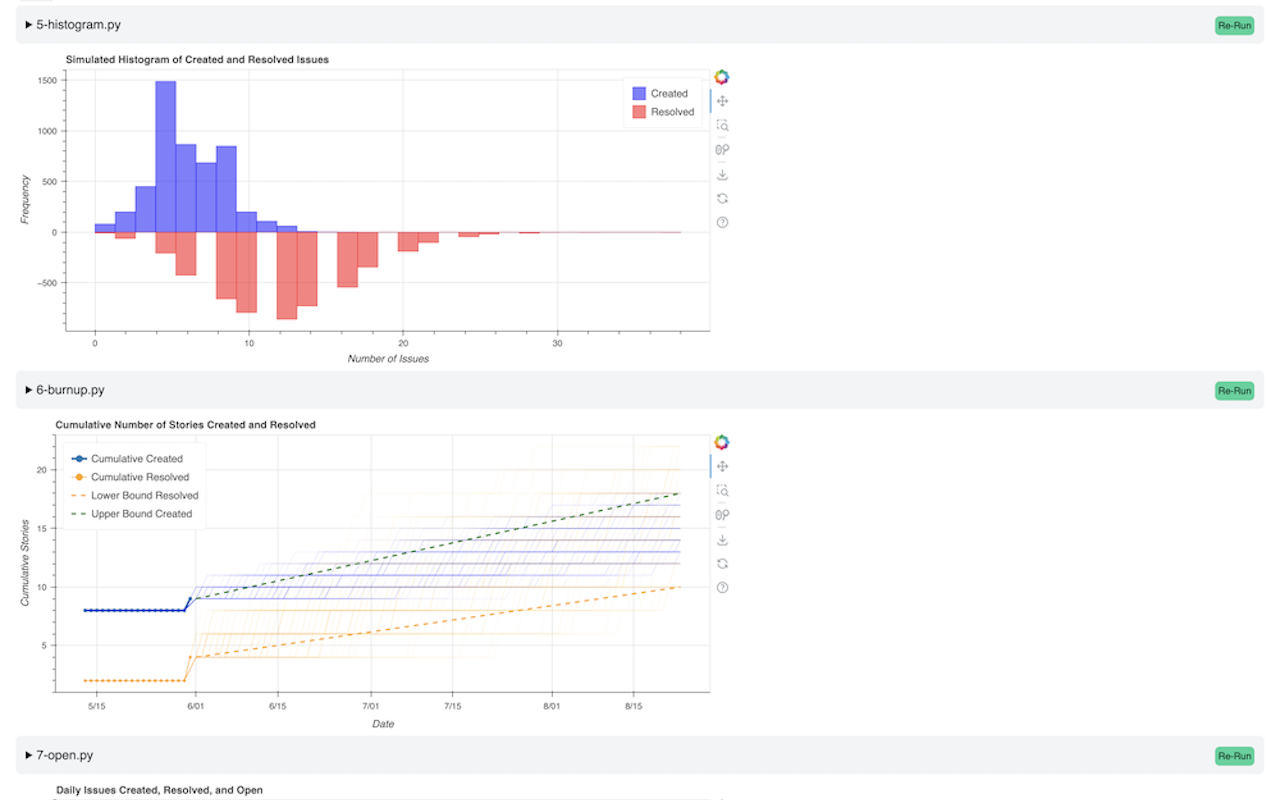 ▶ 5-histogram.py
Re-Run
Simulated Histogram of Created and Resolved Issues
Created
Resolved
Frequency
1500
1000
500
0
−500
0 10 20 30
Number of Issues
▶ 6-burnup.py
Re-Run
Cumulative Number of Stories Created and Resolved
Cumulative Created
Cumulative Resolved
Lower Bound Resolved
Upper Bound Created
Cumulative Stories
20
15
10
5
5/15 6/01 6/15 7/01 7/15 8/01 8/15
Date
▶ 7-open.py
Re-Run
Daily Issues Created, Resolved, and Open